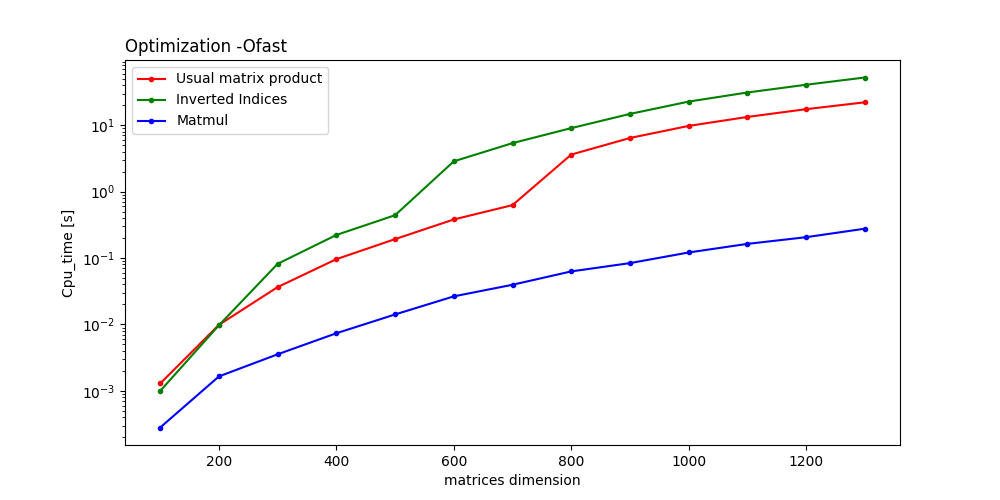 Optimization -Ofast
Usual matrix product
Inverted Indices
Matmul
10¹
10⁰
10⁻¹
10⁻²
10⁻³
Cpu_time [s]
200 400 600 800 1000 1200
matrices dimension